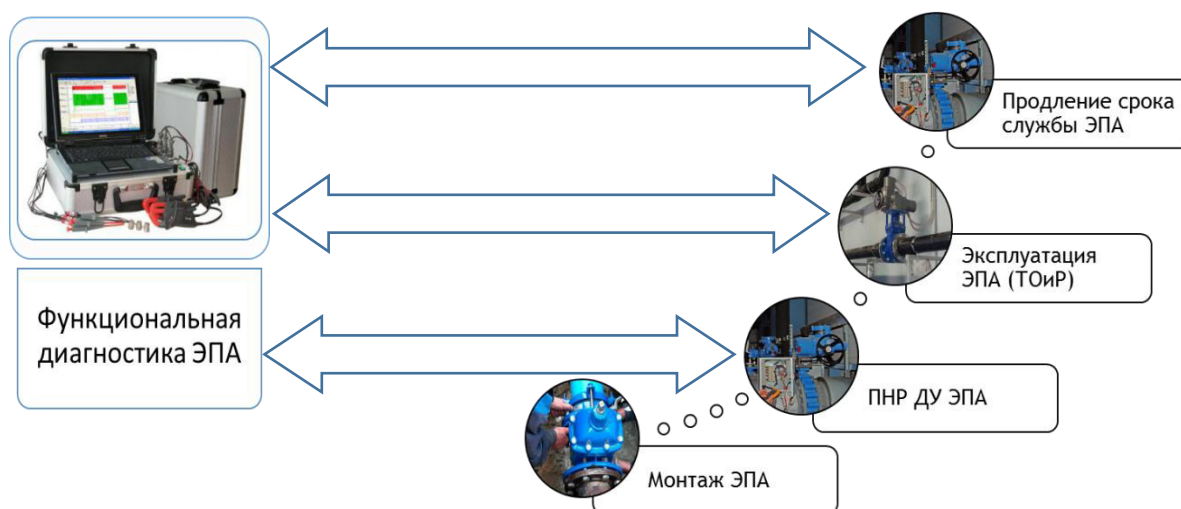 Продление срока
службы ЭПА
Эксплуатация
ЭПА (ТОиР)
Функциональная
диагностика ЭПА
ПНР ДУ ЭПА
Монтаж ЭПА